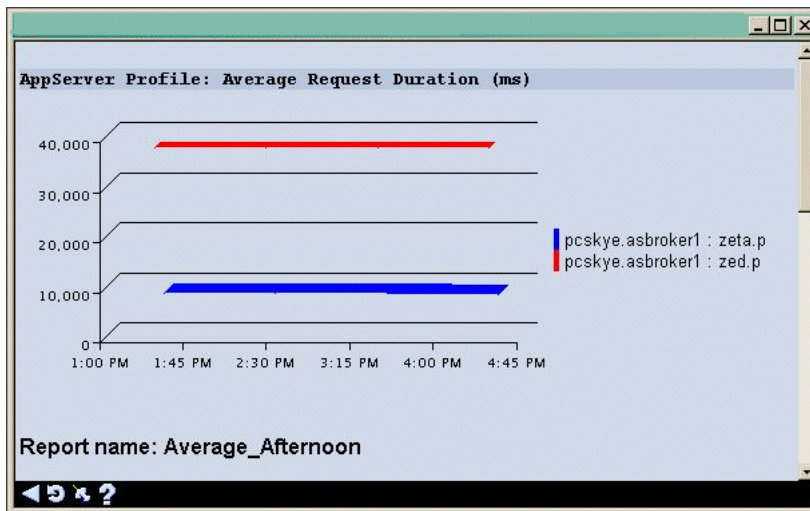 AppServer Profile: Average Request Duration (ms)
40,000
30,000
20,000
10,000
0
1:00 PM 1:45 PM 2:30 PM 3:15 PM 4:00 PM 4:45 PM
pcskye.asbroker1 : zeta.p
pcskye.asbroker1 : zed.p
Report name: Average_Afternoon
?